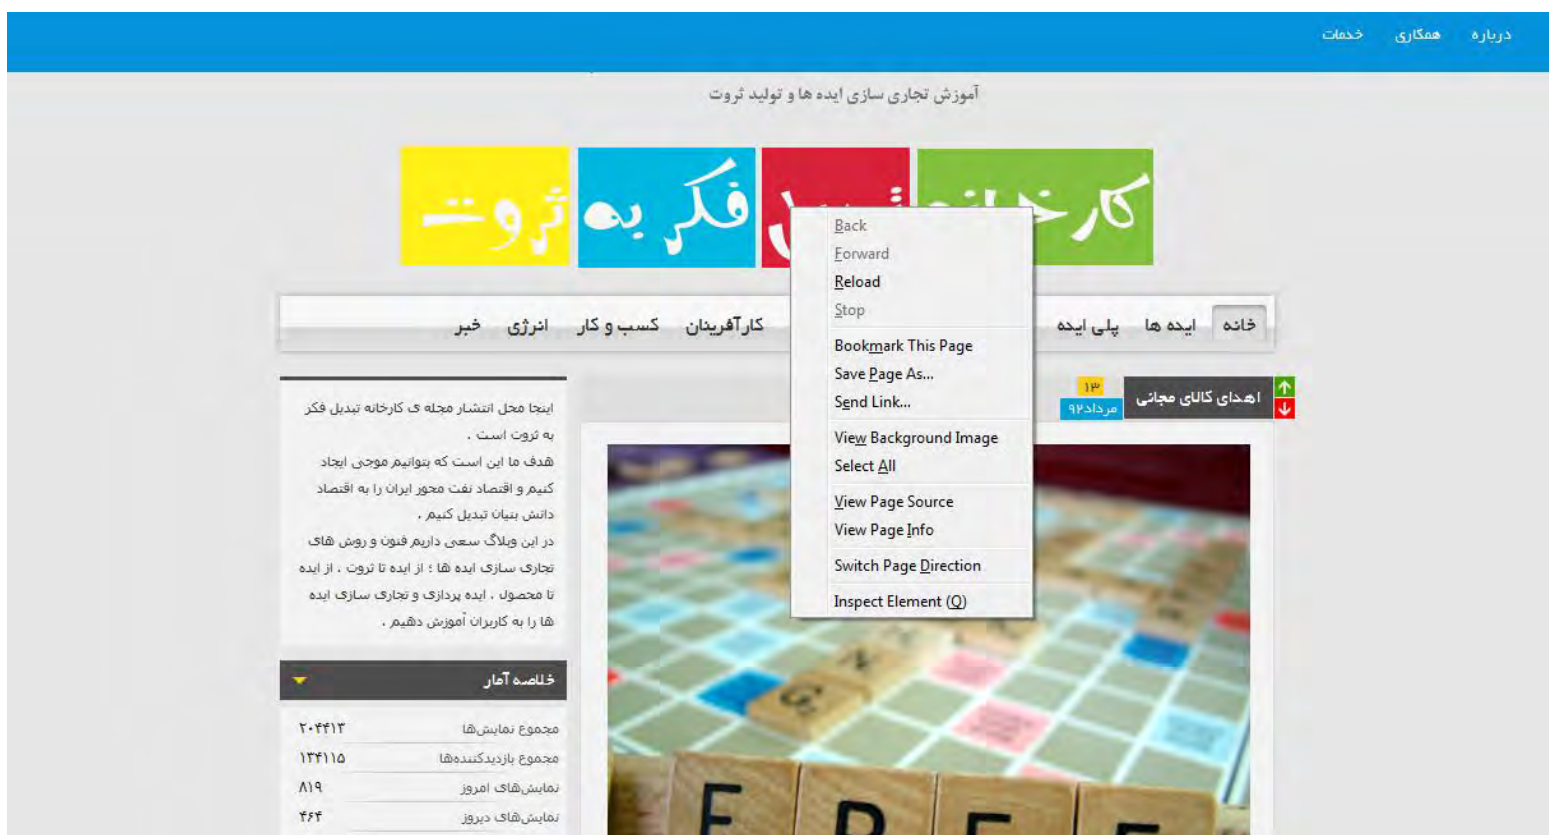 درباره همکاری خدمات
آموزش تجاری سازی ایده ها و تولید ثروت
فکر به ثروت
Back
Forward
Reload
Stop
Bookmark This Page
Save Page As...
Send Link...
View Background Image
Select All
View Page Source
View Page Info
Switch Page Direction
Inspect Element (Q)
خانه ایده ها پلی ایده کارآفرینان کسب و کار انرژی خبر
اهدای کالای مجانی
۱۳
مرداد۹۲
اینجا محل انتشار مجله ی کارخانه تبدیل فکر
به ثروت است .
هدف ما این است که بتوانیم موجی ایجاد
کنیم و اقتصاد نفت محور ایران را به اقتصاد
دانش بنیان تبدیل کنیم .
در این وبلاگ سعی داریم فنون و روش های
تجاری سازی ایده ها ؛ از ایده تا ثروت ، از ایده
تا محصول ، ایده پردازی و تجاری سازی ایده
ها را به کاربران آموزش دهیم .
خلاصه آمار
مجموع نمایش‌ها ۲۰۴۴۱۳
مجموع بازدیدکننده‌ها ۱۳۴۱۱۵
نمایش‌های امروز ۸۱۹
نمایش‌های دیروز ۴۶۴